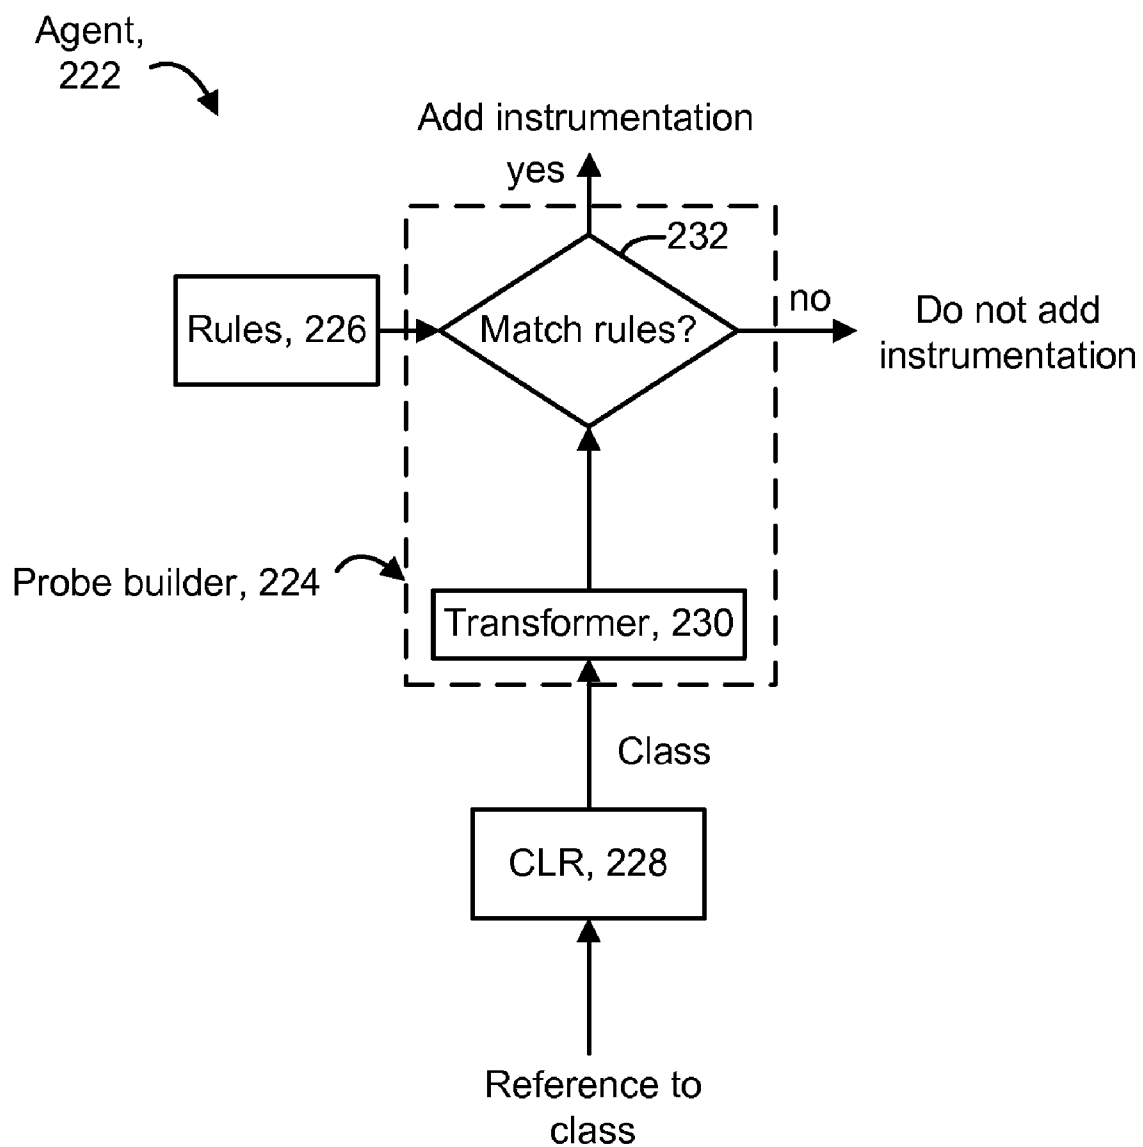 Agent,
222
Add instrumentation
yes
232
no
Rules, 226
Match rules?
Do not add
instrumentation
Probe builder, 224
Transformer, 230
Class
CLR, 228
Reference to
class